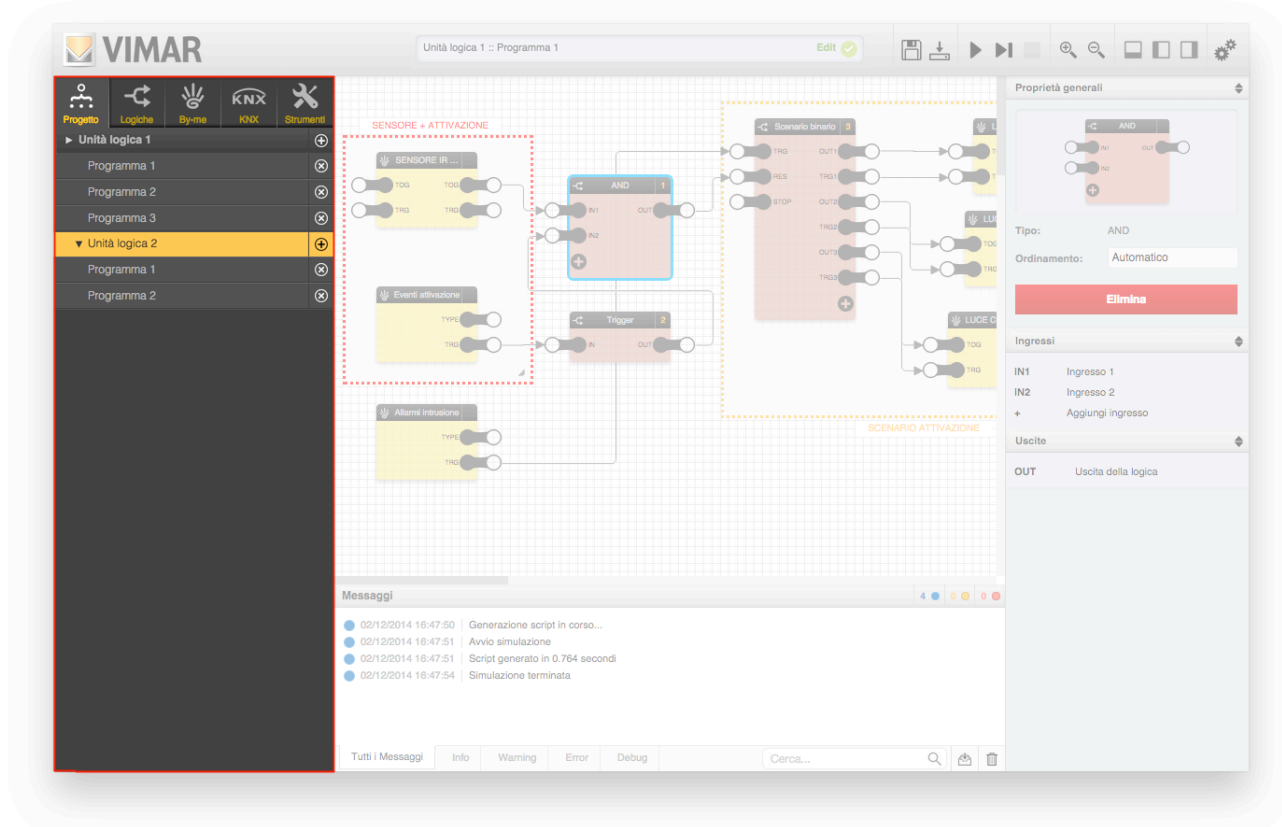 VIMAR
Unità logica 1 :: Programma 1
Edit
Progetto
Logiche
By-me
KNX
KNX
Strumenti
Unità logica 1
Programma 1
Programma 2
Programma 3
Unità logica 2
Programma 1
Programma 2
SENSORE + ATTIVAZIONE
SENSORE IR ...
TOG TOG
TRG TRG
AND 1
IN1 OUT
IN2
Eventi attivazione
TYPE
TRG
Trigger 2
IN OUT
Allarmi intrusione
TYPE
TRG
Scenario binario 3
TRG OUT1
RES TRG1
STOP OUT2
TRG2
OUT3
TRG3
TOG
TRG
LUCE C
TOG
TRG
SCENARIO ATTIVAZIONE
Messaggi
4 0 0
02/12/2014 16:47:50 Generazione script in corso...
02/12/2014 16:47:51 Avvio simulazione
02/12/2014 16:47:51 Script generato in 0.764 secondi
02/12/2014 16:47:54 Simulazione terminata
Tutti i Messaggi
Info
Warning
Error
Debug
Cerca...
Proprietà generali
AND
IN1 OUT
IN2
Tipo: AND
Ordinamento: Automatico
Elimina
Ingressi
IN1 Ingresso 1
IN2 Ingresso 2
+ Aggiungi ingresso
Uscite
OUT Uscita della logica